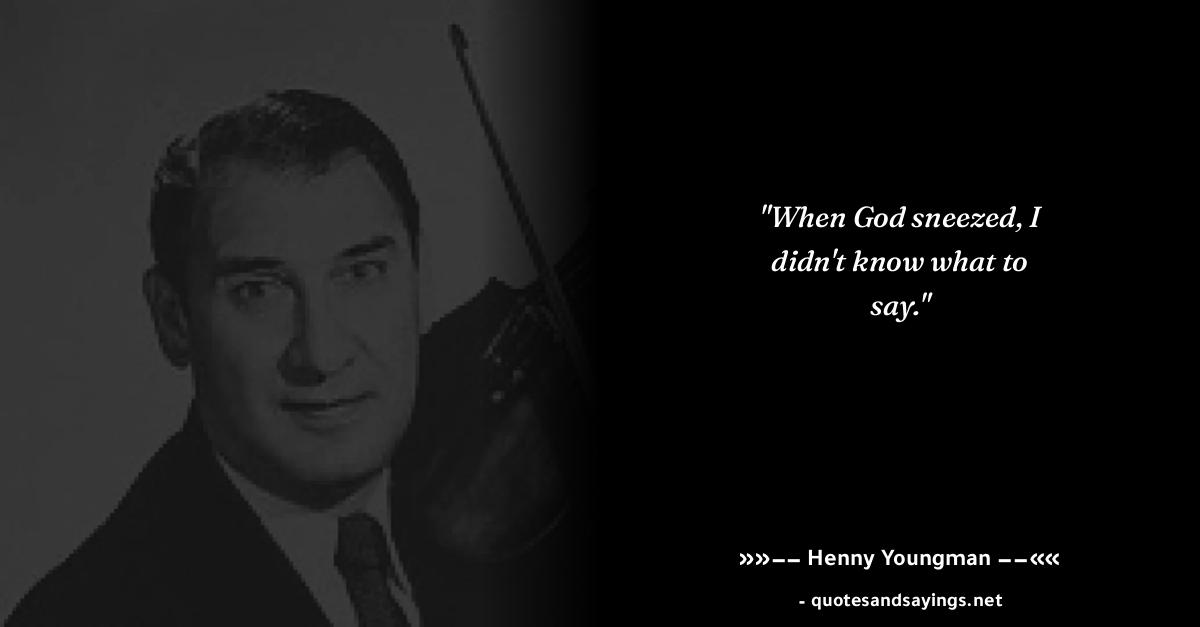 "When God sneezed, I
didn't know what to
say."
»»−− Henny Youngman −−««
- quotesandsayings.net